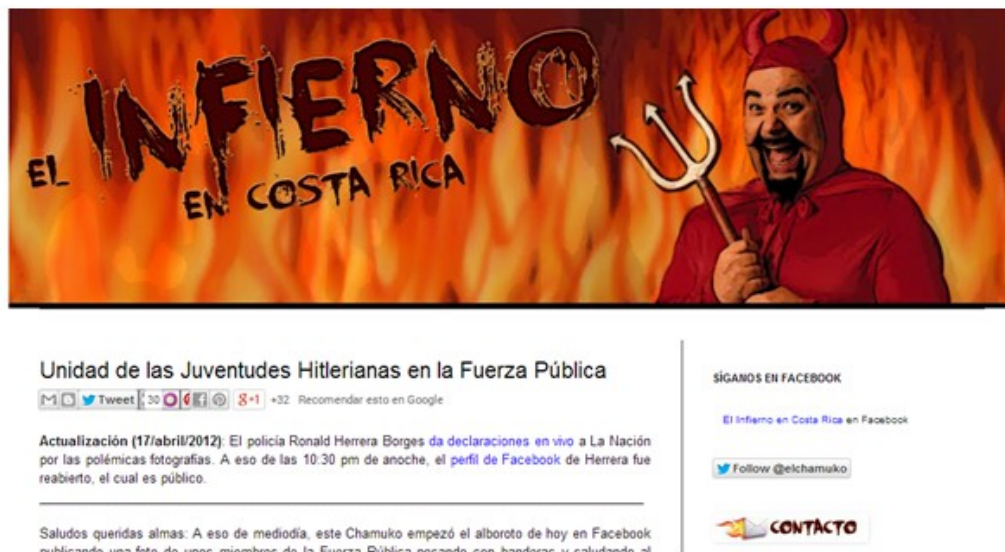 EL INFIERNO
EN COSTA RICA
Unidad de las Juventudes Hitlerianas en la Fuerza Pública
Tweet 30 +1 +32 Recomendar esto en Google
Actualización (17/abril/2012): El policía Ronald Herrera Borges da declaraciones en vivo a La Nación
por las polémicas fotografías. A eso de las 10:30 pm de anoche, el perfil de Facebook de Herrera fue
reabierto, el cual es público.
Saludos queridas almas: A eso de mediodía, este Chamuko empezó el alboroto de hoy en Facebook
publicando una foto de unos miembros de la Fuerza Pública posando con banderas y saludando al
SÍGANOS EN FACEBOOK
El Infierno en Costa Rica en Facebook
Follow @elchamuko
CONTACTO